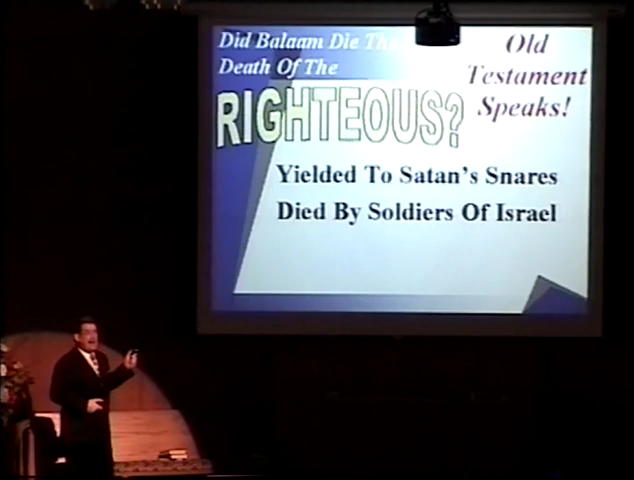 Did Balaam Die The
Death Of The
RIGHTEOUS?
Old
Testament
Speaks!
Yielded To Satan's Snares
Died By Soldiers Of Israel